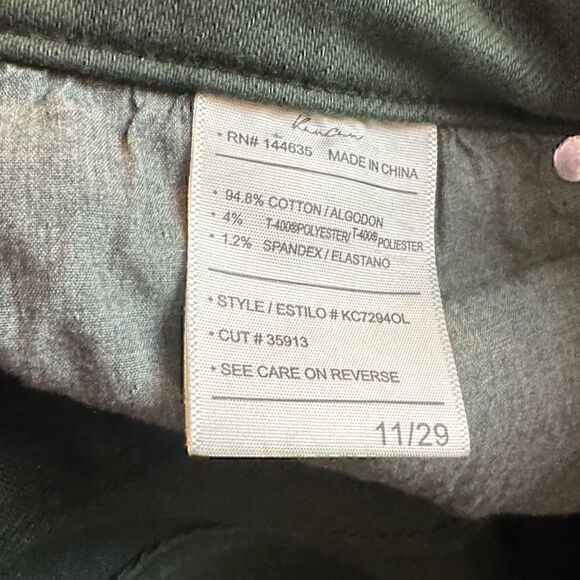 KanCan
• RN# 144635 MADE IN CHINA
• 94.8% COTTON / ALGODON
• 4% T-400®POLYESTER/T-400® POLIESTER
• 1.2% SPANDEX / ELASTANO
• STYLE / ESTILO # KC7294OL
• CUT # 35913
• SEE CARE ON REVERSE
11/29